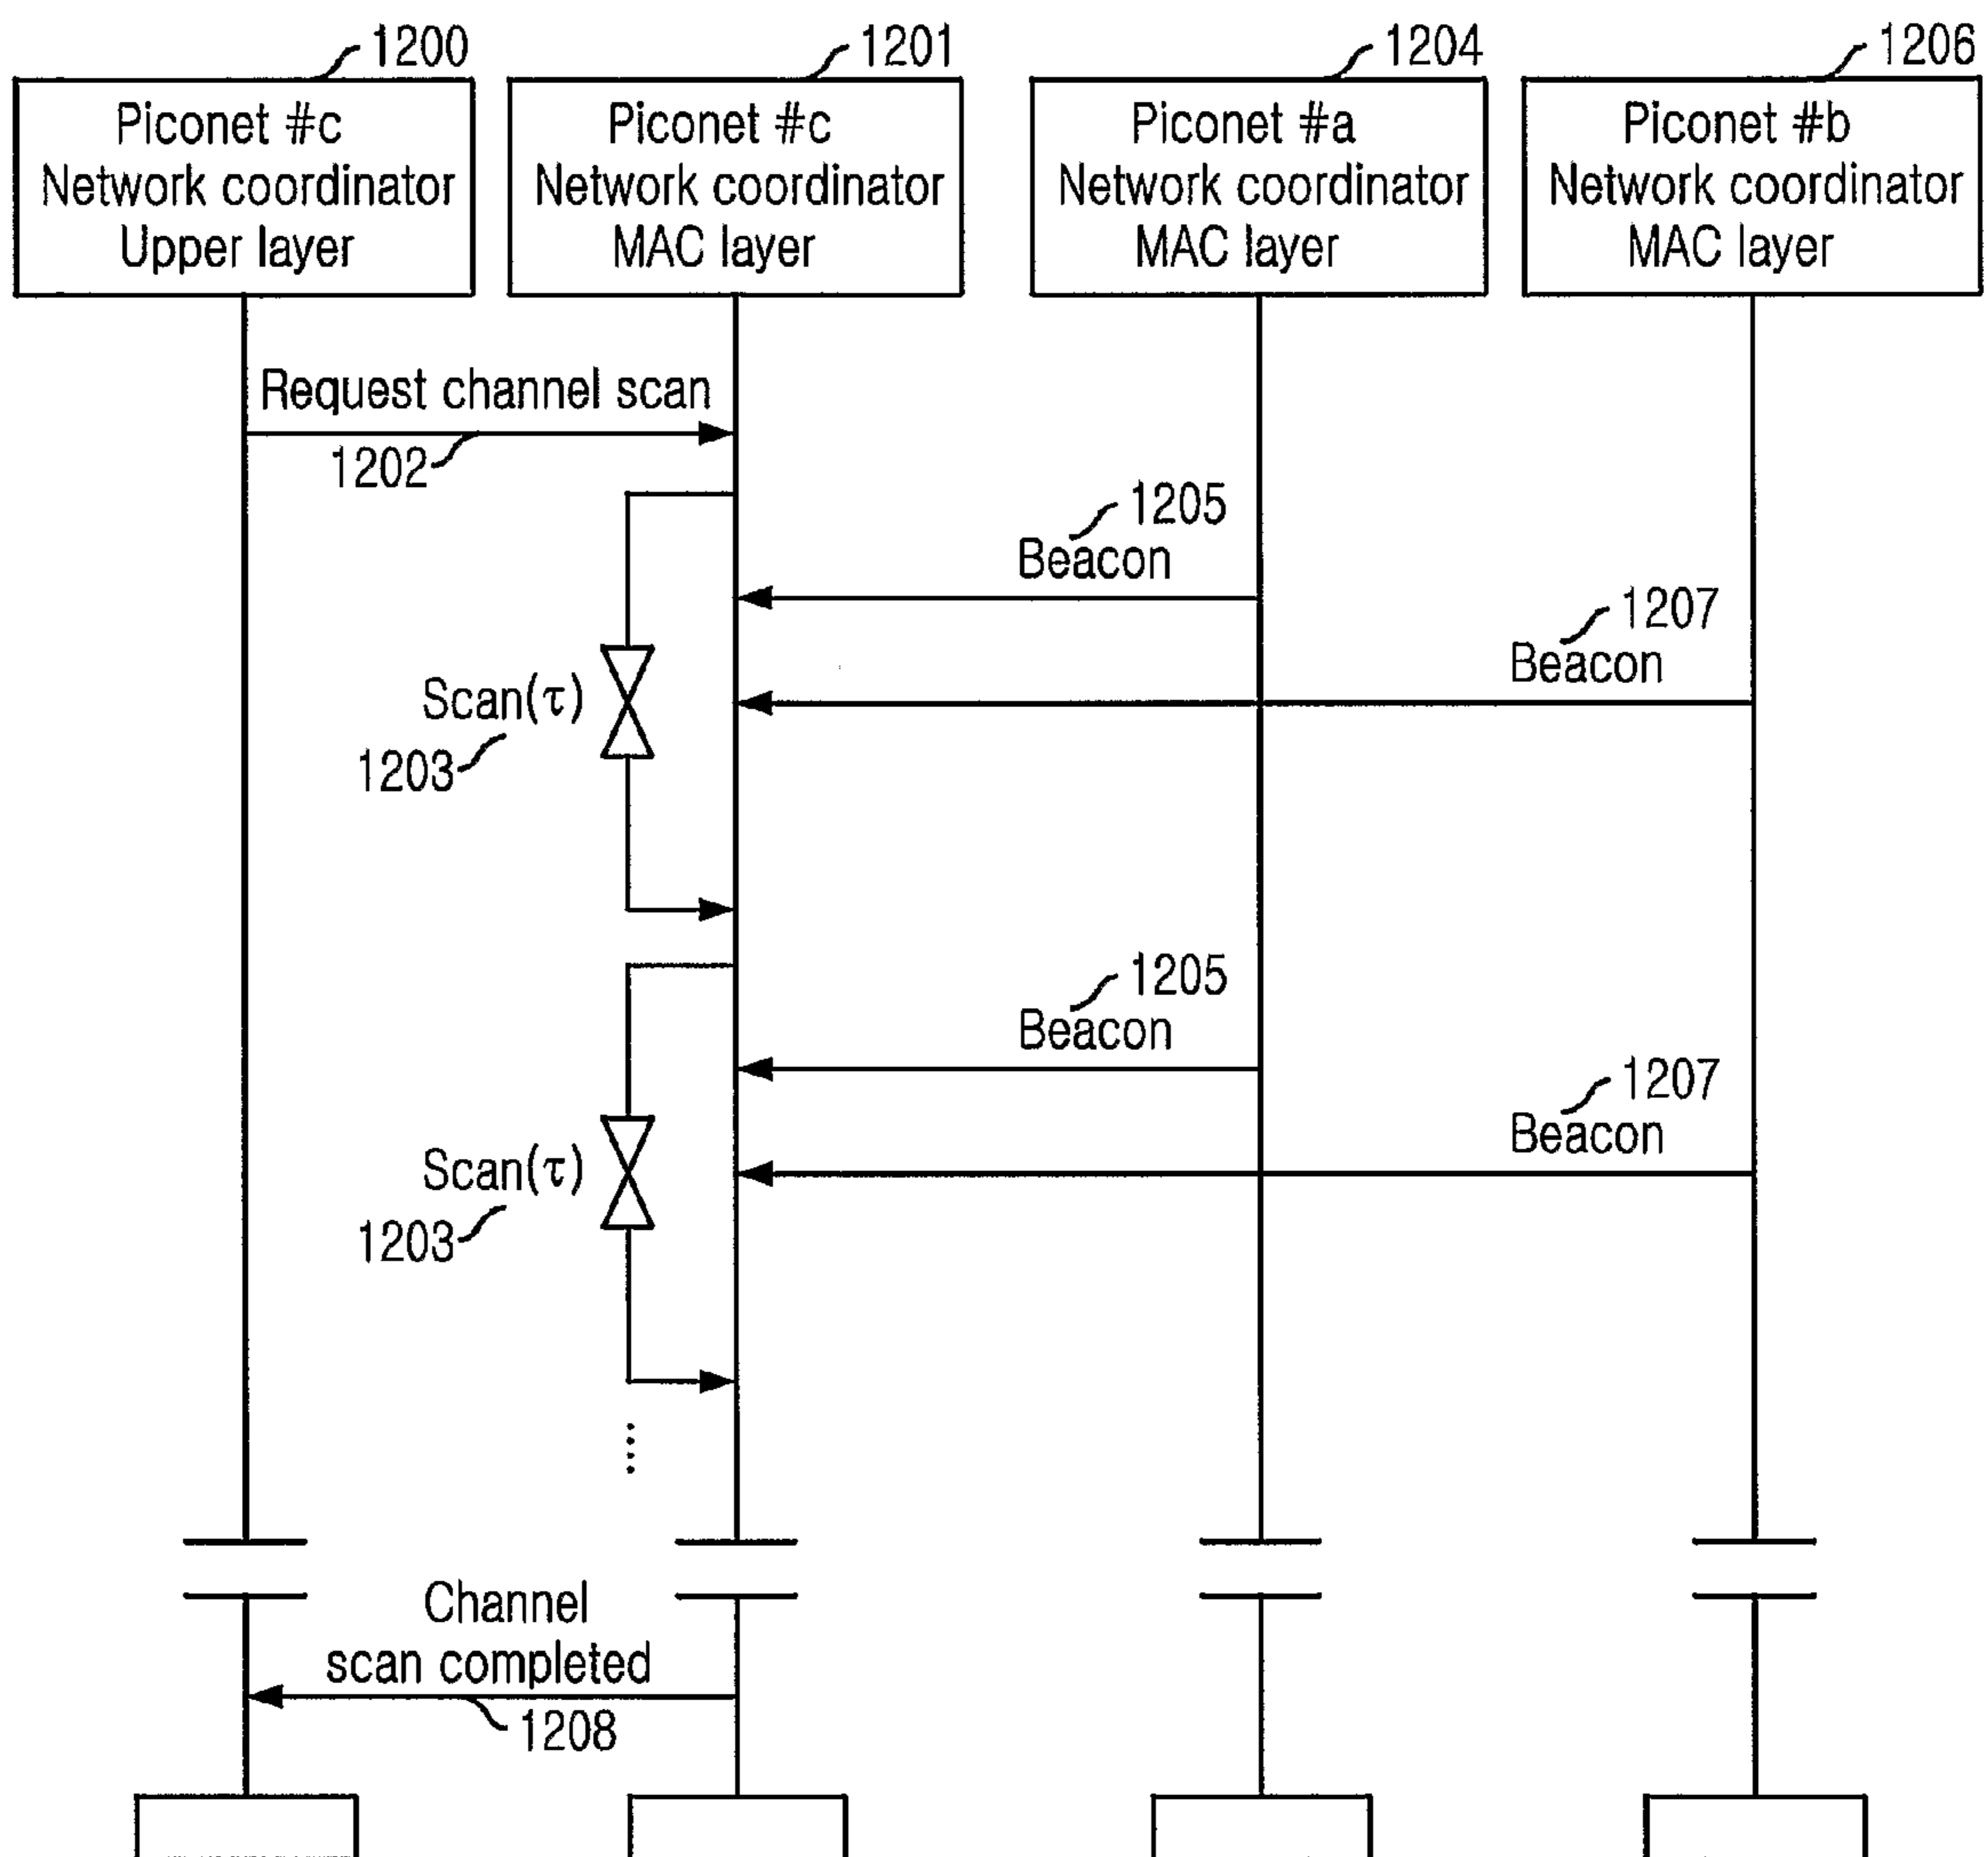 1200
1201
1204
1206
Piconet #c
Network coordinator
Upper layer
Piconet #c
Network coordinator
MAC layer
Piconet #a
Network coordinator
MAC layer
Piconet #b
Network coordinator
MAC layer
Request channel scan
1202
1205
Beacon
1207
Beacon
Scan(τ)
1203
1205
Beacon
1207
Beacon
Scan(τ)
1203
Channel
scan completed
1208